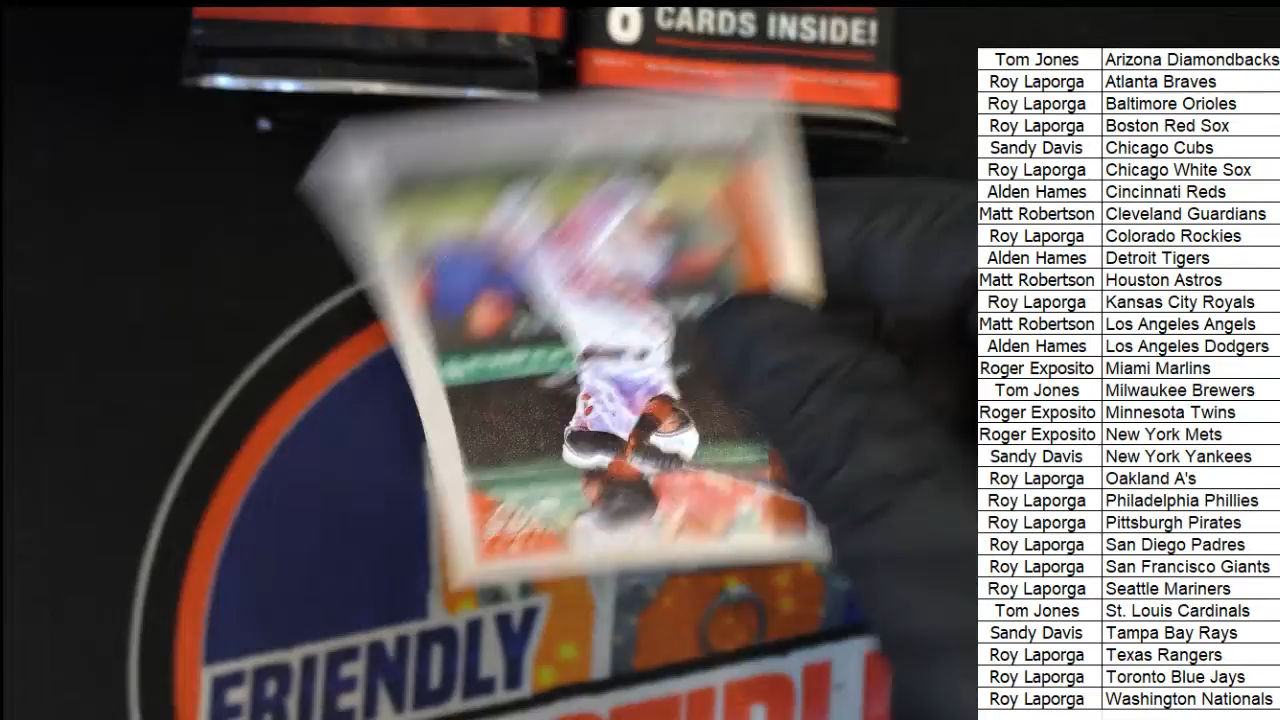 8 CARDS INSIDE!
Tom Jones Arizona Diamondbacks
Roy Laporga Atlanta Braves
Roy Laporga Baltimore Orioles
Roy Laporga Boston Red Sox
Sandy Davis Chicago Cubs
Roy Laporga Chicago White Sox
Alden Hames Cincinnati Reds
Matt Robertson Cleveland Guardians
Roy Laporga Colorado Rockies
Alden Hames Detroit Tigers
Matt Robertson Houston Astros
Roy Laporga Kansas City Royals
Matt Robertson Los Angeles Angels
Alden Hames Los Angeles Dodgers
Roger Exposito Miami Marlins
Tom Jones Milwaukee Brewers
Roger Exposito Minnesota Twins
Roger Exposito New York Mets
Sandy Davis New York Yankees
Roy Laporga Oakland A's
Roy Laporga Philadelphia Phillies
Roy Laporga Pittsburgh Pirates
Roy Laporga San Diego Padres
Roy Laporga San Francisco Giants
Roy Laporga Seattle Mariners
Tom Jones St. Louis Cardinals
Sandy Davis Tampa Bay Rays
Roy Laporga Texas Rangers
Roy Laporga Toronto Blue Jays
Roy Laporga Washington Nationals
FRIENDLY